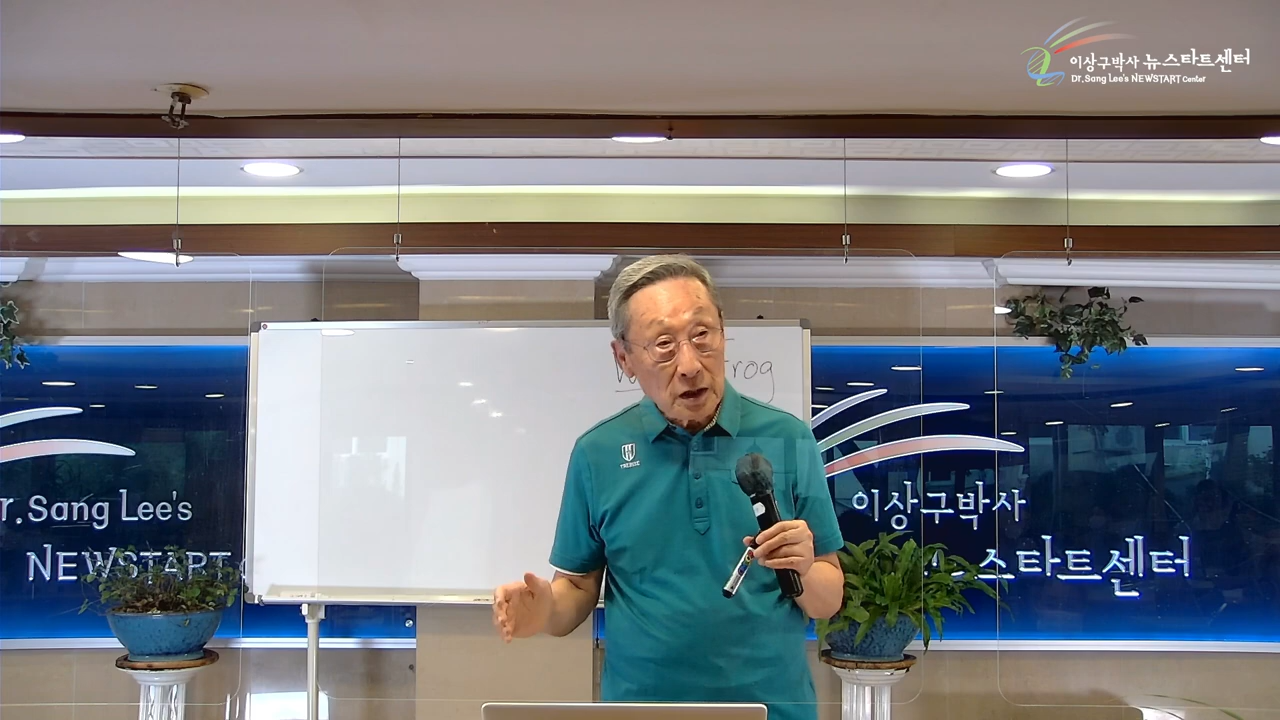 이상구박사 뉴스타트센터
Dr. Sang Lee's NEWSTART Center
Frog
TREBIZE
r. Sang Lee's
NEWSTART
이상구박사
스타트센터